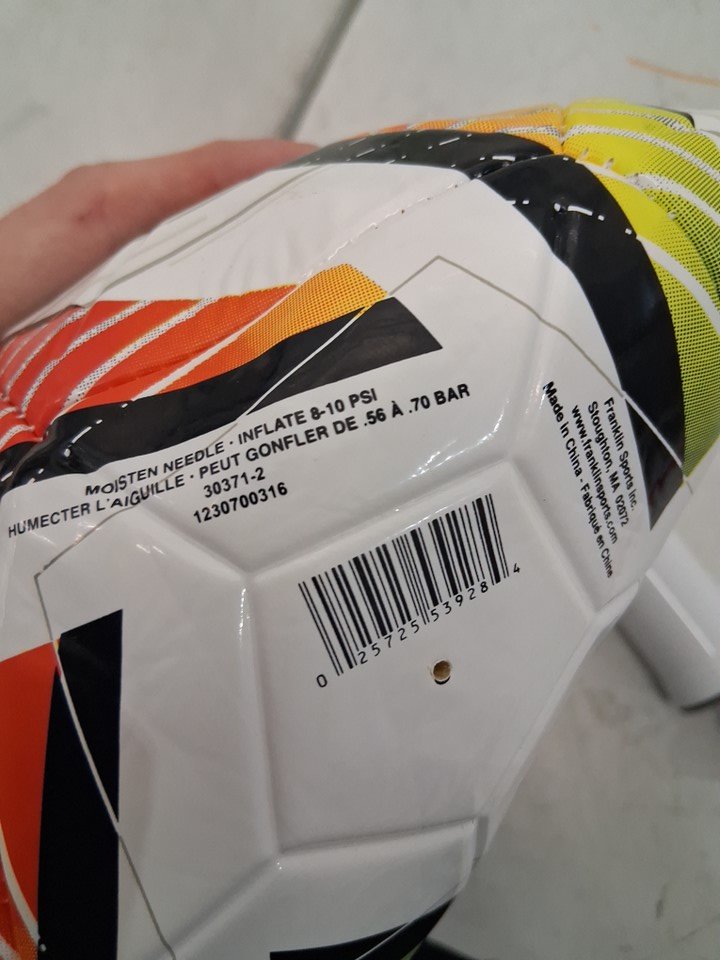 MOISTEN NEEDLE · INFLATE 8-10 PSI
HUMECTER L'AIGUILLE · PEUT GONFLER DE .56 À .70 BAR
30371-2
1230700316
Franklin Sports Inc.
Stoughton, MA 02072
www.franklinsports.com
Made in China - Fabriqué en Chine
0 25725 53928 4